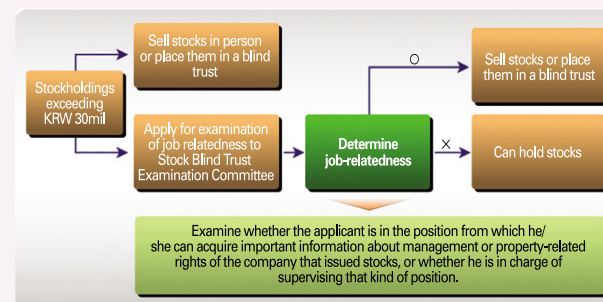 Stockholdings
exceeding
KRW 30mil
Sell stocks in person
or place them in a blind
trust
Apply for examination
of job relatedness to
Stock Blind Trust
Examination Committee
Determine
job-relatedness
O
Sell stocks or place
them in a blind trust
×
Can hold stocks
Examine whether the applicant is in the position from which he/
she can acquire important information about management or property-related
rights of the company that issued stocks, or whether he is in charge of
supervising that kind of position.